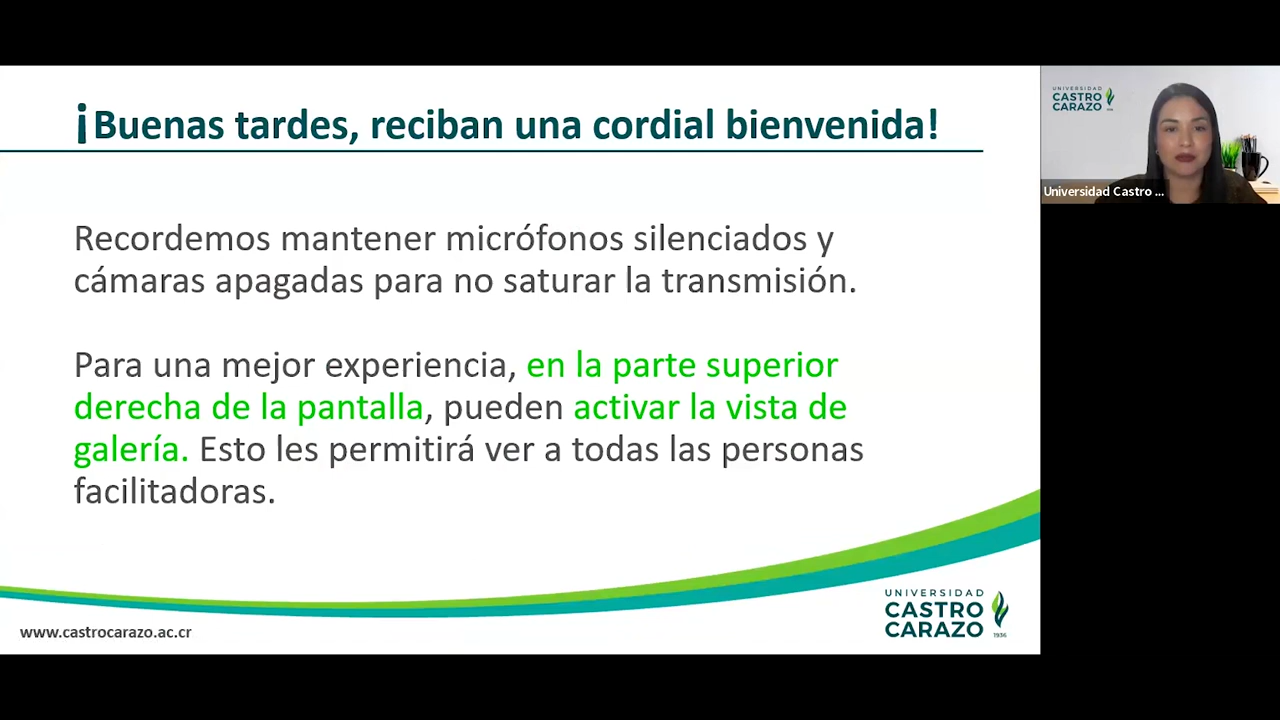 ¡Buenas tardes, reciban una cordial bienvenida!
Recordemos mantener micrófonos silenciados y
cámaras apagadas para no saturar la transmisión.
Para una mejor experiencia, en la parte superior
derecha de la pantalla, pueden activar la vista de
galería. Esto les permitirá ver a todas las personas
facilitadoras.
www.castrocarazo.ac.cr
UNIVERSIDAD
CASTRO
CARAZO
1936
UNIVERSIDAD
CASTRO
CARAZO
Universidad Castro ...